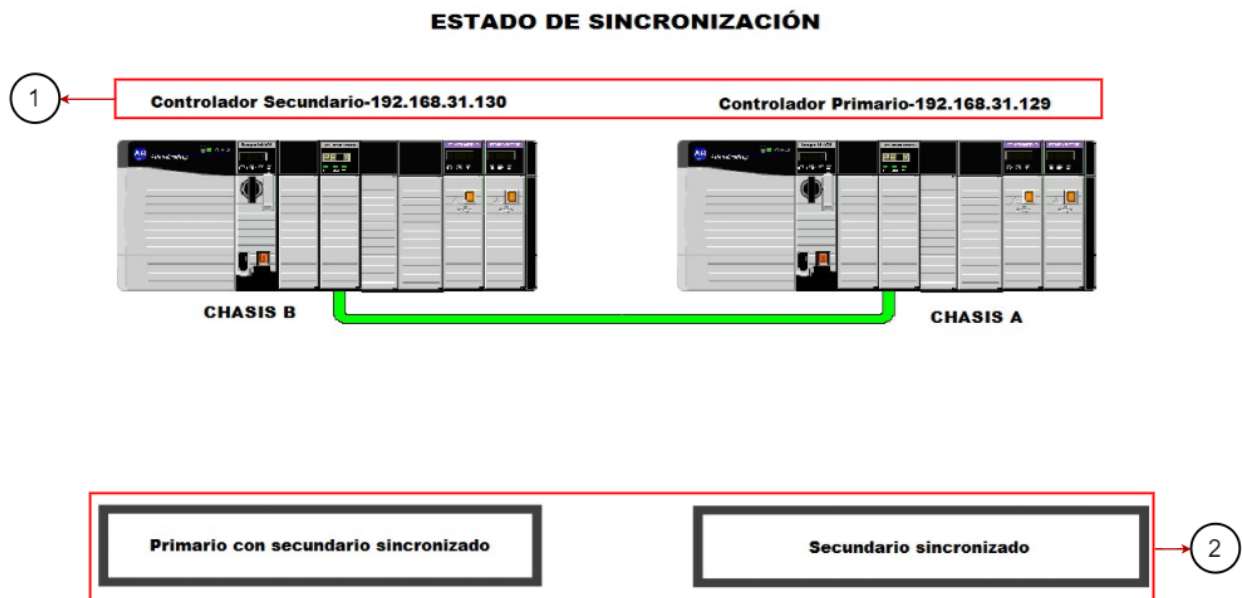 ESTADO DE SINCRONIZACIÓN
1
Controlador Secundario-192.168.31.130
Controlador Primario-192.168.31.129
CHASIS B
CHASIS A
Primario con secundario sincronizado
Secundario sincronizado
2